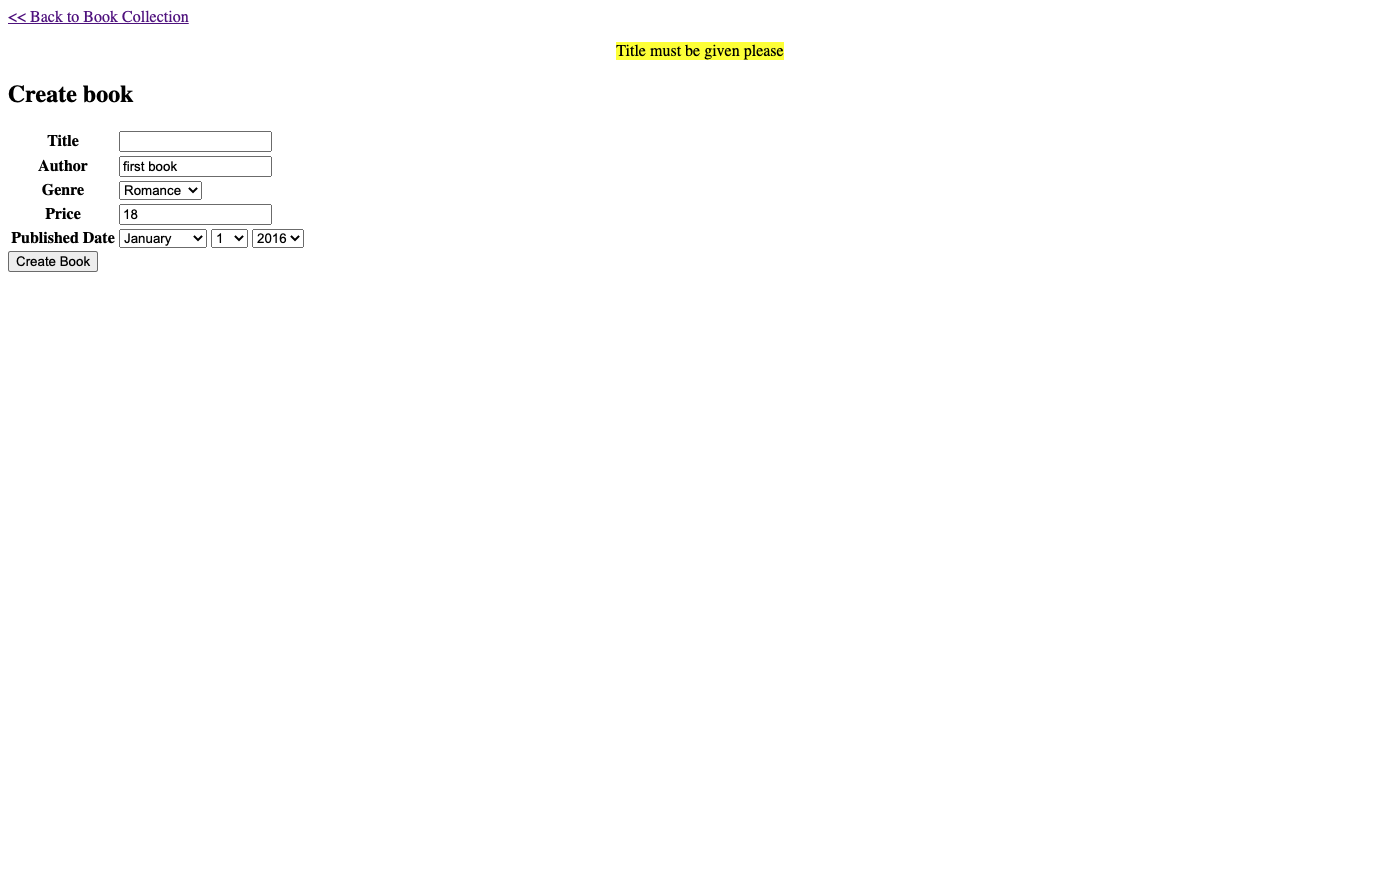 << Back to Book Collection
Title must be given please
Create book
Title
Author first book
Genre Romance
Price 18
Published Date January 1 2016
Create Book